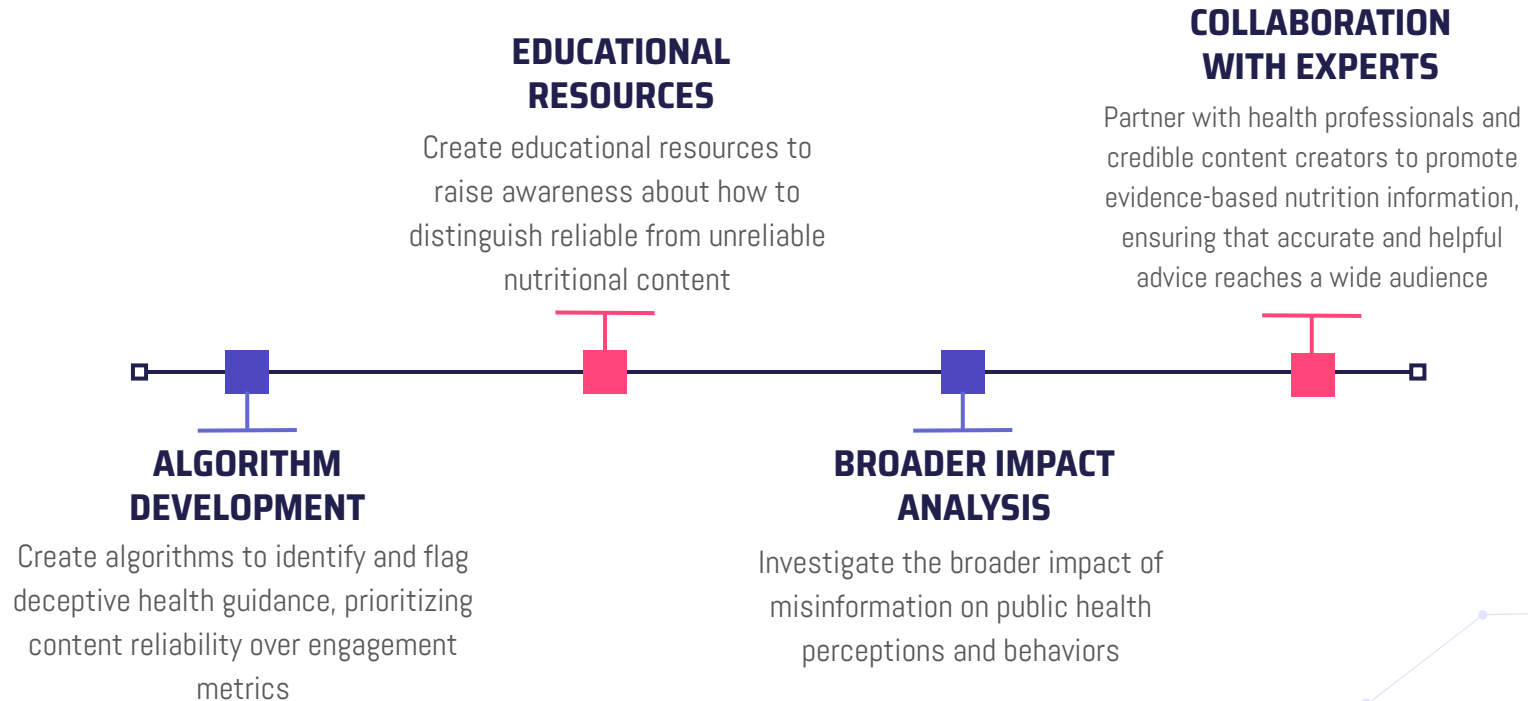 ALGORITHM
DEVELOPMENT
Create algorithms to identify and flag
deceptive health guidance, prioritizing
content reliability over engagement
metrics
EDUCATIONAL
RESOURCES
Create educational resources to
raise awareness about how to
distinguish reliable from unreliable
nutritional content
BROADER IMPACT
ANALYSIS
Investigate the broader impact of
misinformation on public health
perceptions and behaviors
COLLABORATION
WITH EXPERTS
Partner with health professionals and
credible content creators to promote
evidence-based nutrition information,
ensuring that accurate and helpful
advice reaches a wide audience